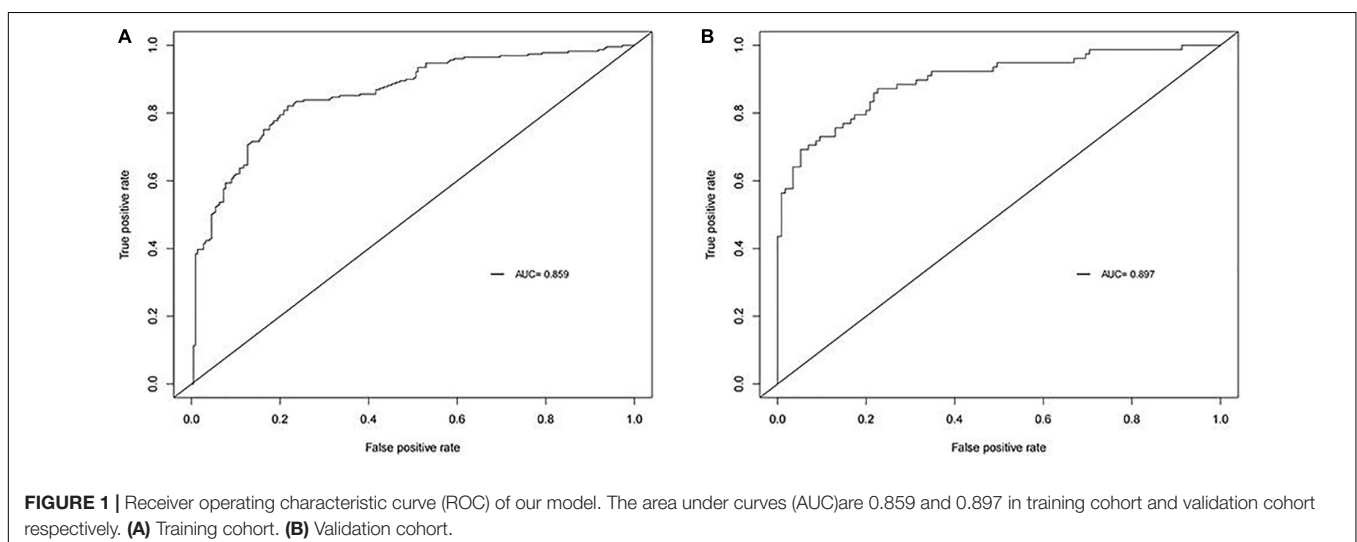 A
B
1.0
0.8
0.6
0.4
0.2
0.0
True positive rate
AUC= 0.859
0.0 0.2 0.4 0.6 0.8 1.0
False positive rate
1.0
0.8
0.6
0.4
0.2
0.0
True positive rate
AUC= 0.897
0.0 0.2 0.4 0.6 0.8 1.0
False positive rate
FIGURE 1 | Receiver operating characteristic curve (ROC) of our model. The area under curves (AUC)are 0.859 and 0.897 in training cohort and validation cohort
respectively. (A) Training cohort. (B) Validation cohort.